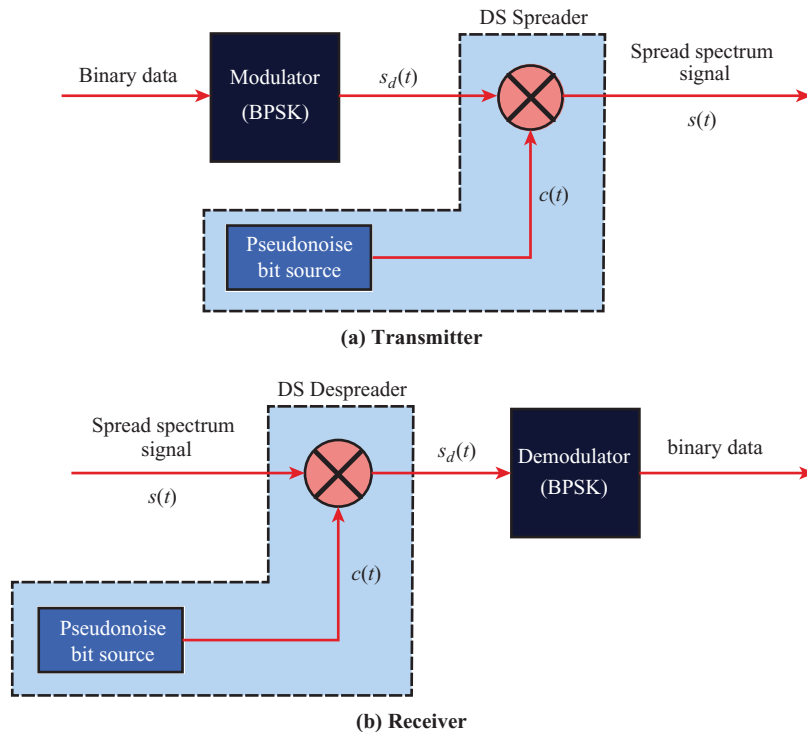 DS Spreader
Binary data
Modulator
(BPSK)
s_d(t)
Spread spectrum
signal
s(t)
c(t)
Pseudonoise
bit source
(a) Transmitter
DS Despreader
Spread spectrum
signal
s(t)
s_d(t)
Demodulator
(BPSK)
binary data
c(t)
Pseudonoise
bit source
(b) Receiver